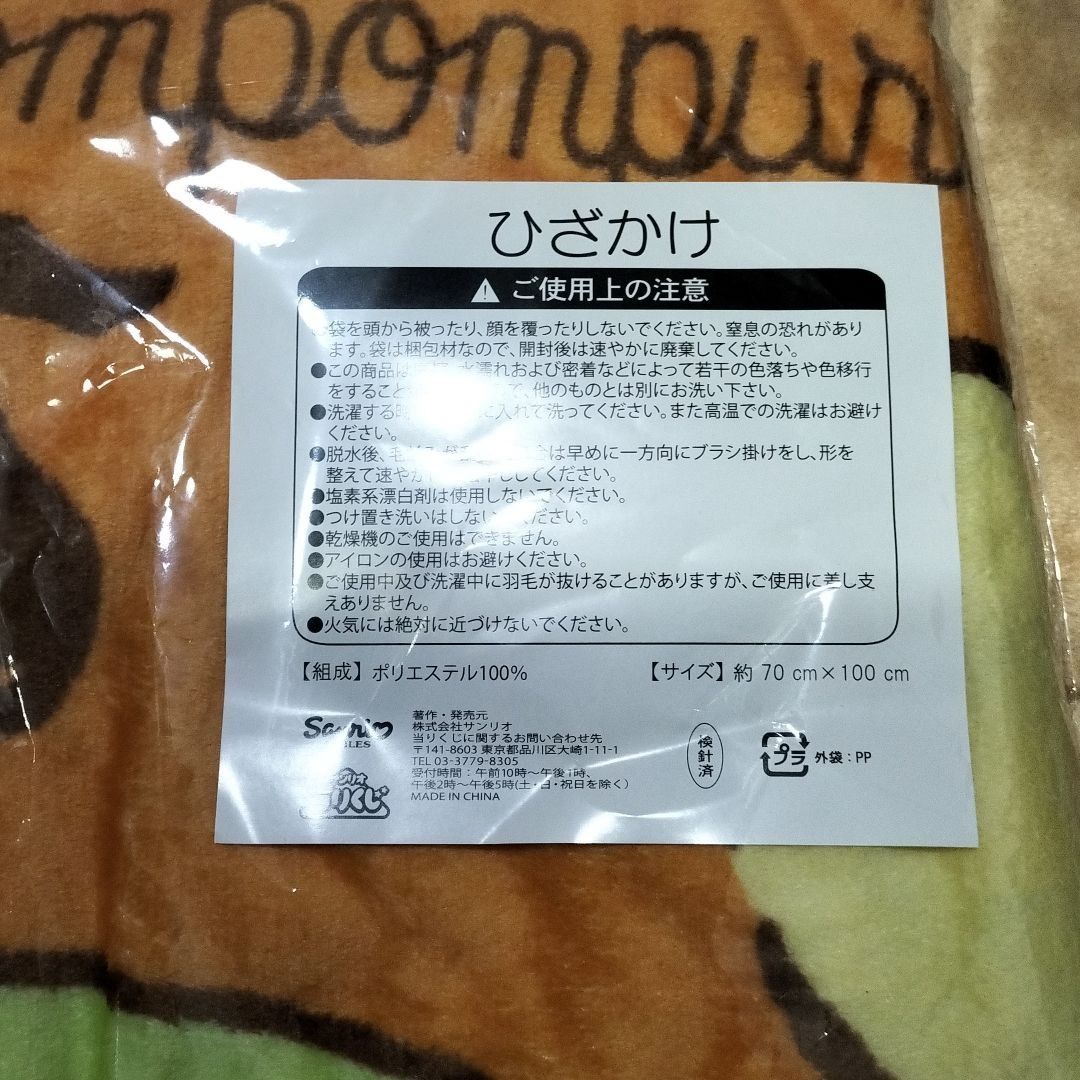 mpompur
ひざかけ
ご使用上の注意
袋を頭から被ったり、顔を覆ったりしないでください。窒息の恐れがあり
ます。袋は梱包材なので、開封後は速やかに廃棄してください。
●この商品は 水濡れおよび密着などによって若干の色落ちや色移行
をすること て、他のものとは別にお洗い下さい。
●洗濯する時 に入れて洗ってください。また高温での洗濯はお避け
ください。
●脱水後、毛 は早めに一方向にブラシ掛けをし、形を
整えて速やか してください。
●塩素系漂白剤は使用しないでください。
●つけ置き洗いはしない ください。
●乾燥機のご使用はできません。
●アイロンの使用はお避けください。
●ご使用中及び洗濯中に羽毛が抜けることがありますが、ご使用に差し支
えありません。
●火気には絶対に近づけないでください。
【組成】ポリエステル100%
【サイズ】約 70 cm×100 cm
Sanrio
著作・発売元
株式会社サンリオ
当りくじに関するお問い合わせ先
〒141-8603 東京都品川区大崎1-11-1
TEL 03-3779-8305
受付時間:午前10時〜午後1時、
午後2時〜午後5時(土・日・祝日を除く)
MADE IN CHINA
りくじ
検針済
プラ 外袋:PP